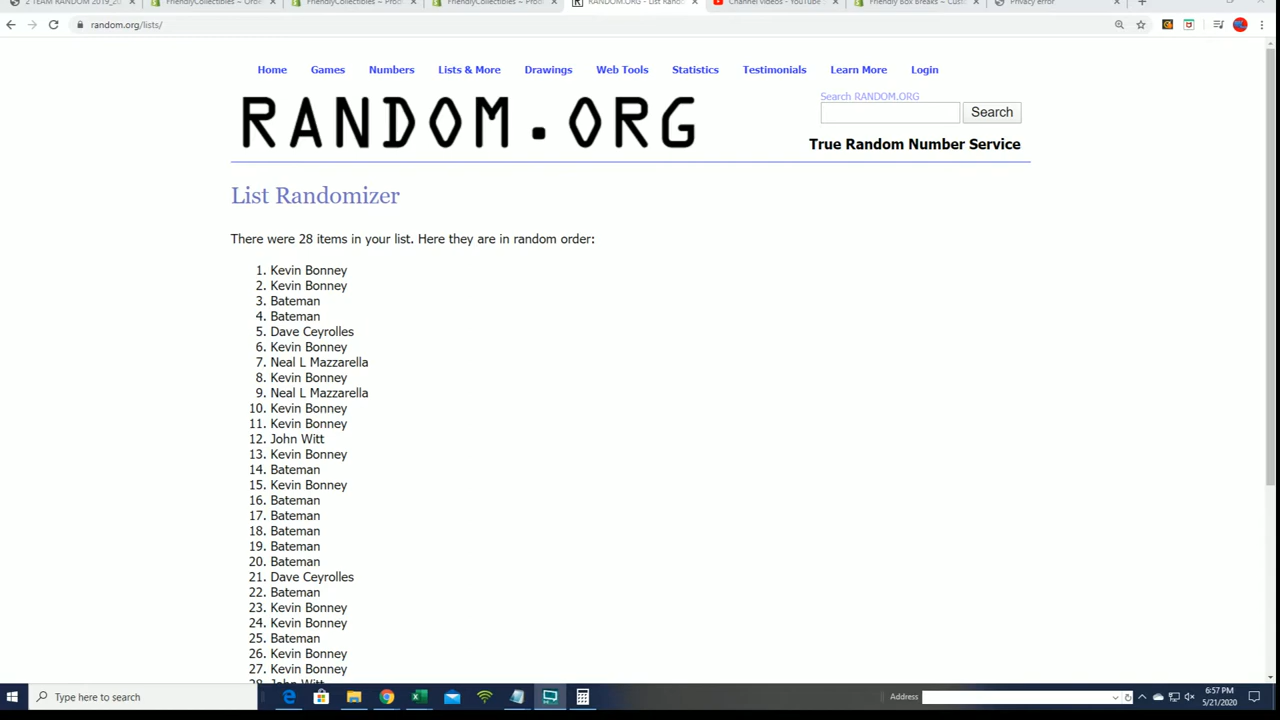 2 TEAM RANDOM 2019_20
FriendlyCollectibles ~ Orde
FriendlyCollectibles ~ Prod
FriendlyCollectibles ~ Prod
RANDOM.ORG - List Rando
Channel videos - YouTube
Friendly Box Breaks ~ Cust
Privacy error
random.org/lists/
Home Games Numbers Lists & More Drawings Web Tools Statistics Testimonials Learn More Login
Search RANDOM.ORG
RANDOM.ORG
Search
True Random Number Service
List Randomizer
There were 28 items in your list. Here they are in random order:
1. Kevin Bonney
2. Kevin Bonney
3. Bateman
4. Bateman
5. Dave Ceyrolles
6. Kevin Bonney
7. Neal L Mazzarella
8. Kevin Bonney
9. Neal L Mazzarella
10. Kevin Bonney
11. Kevin Bonney
12. John Witt
13. Kevin Bonney
14. Bateman
15. Kevin Bonney
16. Bateman
17. Bateman
18. Bateman
19. Bateman
20. Bateman
21. Dave Ceyrolles
22. Bateman
23. Kevin Bonney
24. Kevin Bonney
25. Bateman
26. Kevin Bonney
27. Kevin Bonney
28. John Witt
Type here to search
Address
6:57 PM
5/21/2020